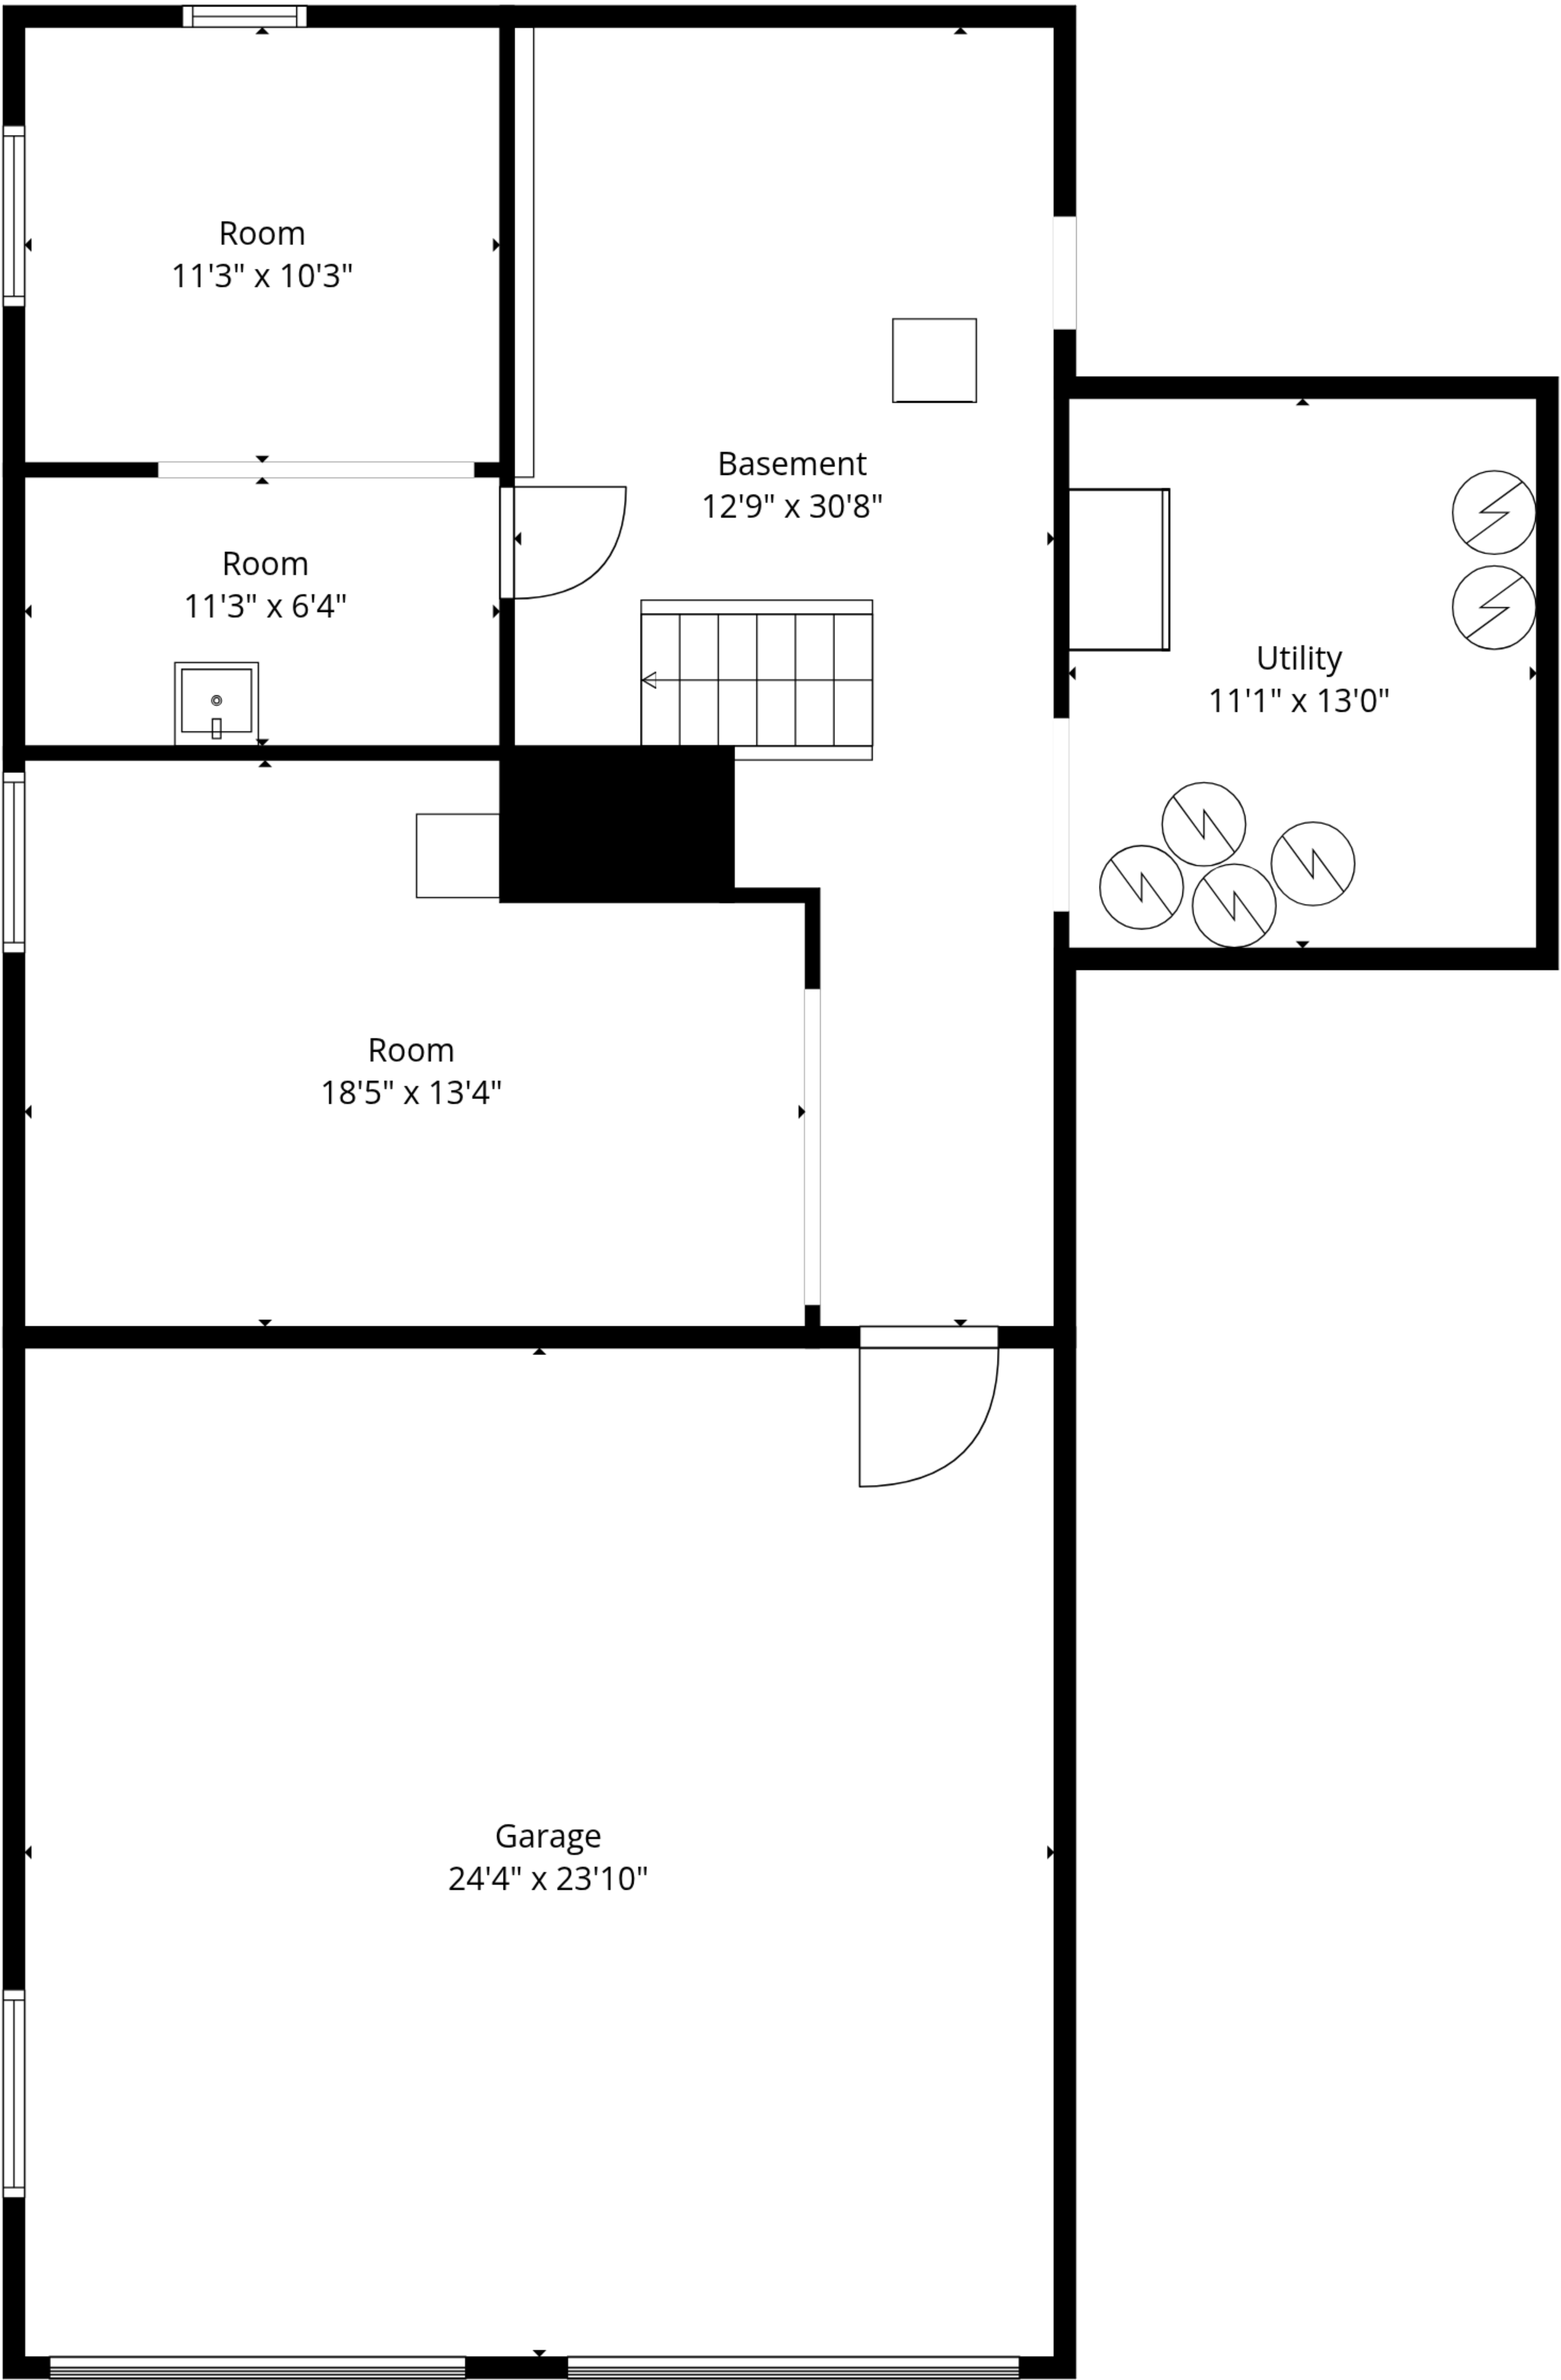 Room
11'3" x 10'3"
Basement
12'9" x 30'8"
Room
11'3" x 6'4"
Utility
11'1" x 13'0"
Room
18'5" x 13'4"
Garage
24'4" x 23'10"